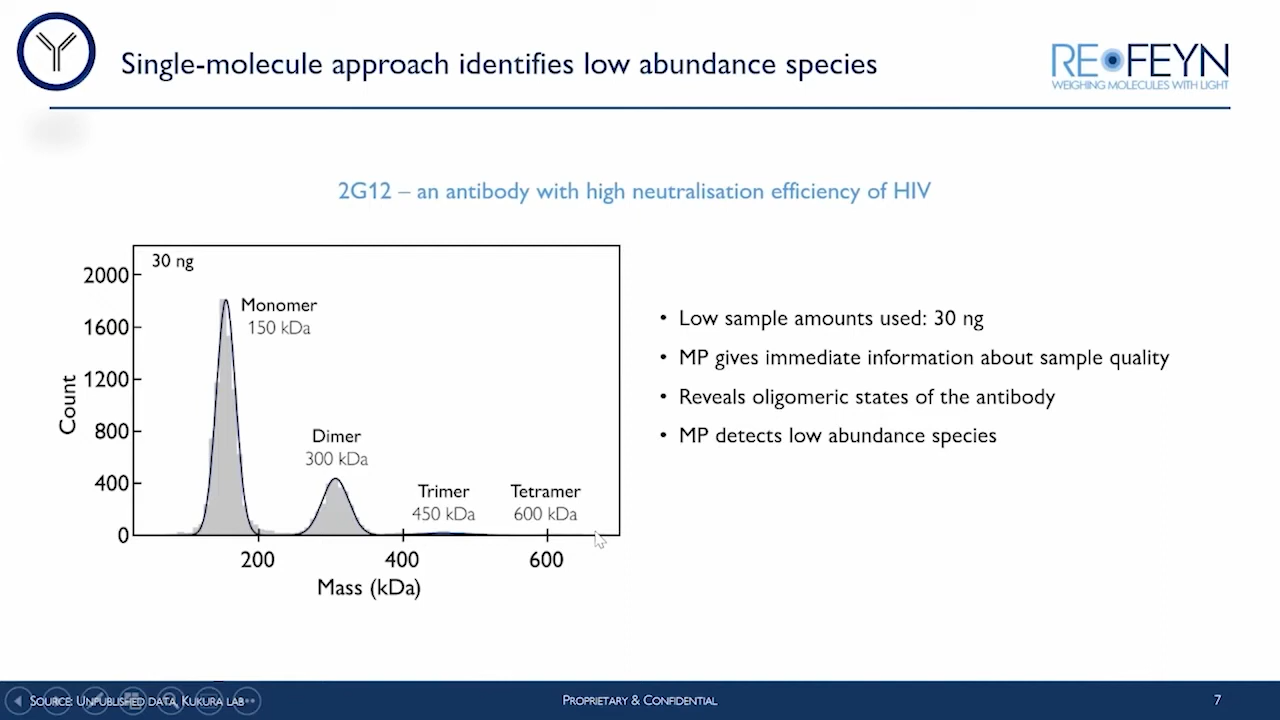 Single-molecule approach identifies low abundance species
REFEYN
WEIGHING MOLECULES WITH LIGHT
2G12 – an antibody with high neutralisation efficiency of HIV
30 ng
2000
1600
1200
800
400
0
Count
Monomer
150 kDa
Dimer
300 kDa
Trimer
450 kDa
Tetramer
600 kDa
200
400
600
Mass (kDa)
• Low sample amounts used: 30 ng
• MP gives immediate information about sample quality
• Reveals oligomeric states of the antibody
• MP detects low abundance species
SOURCE: UNPUBLISHED DATA, KUKURA LAB
PROPRIETARY & CONFIDENTIAL
7